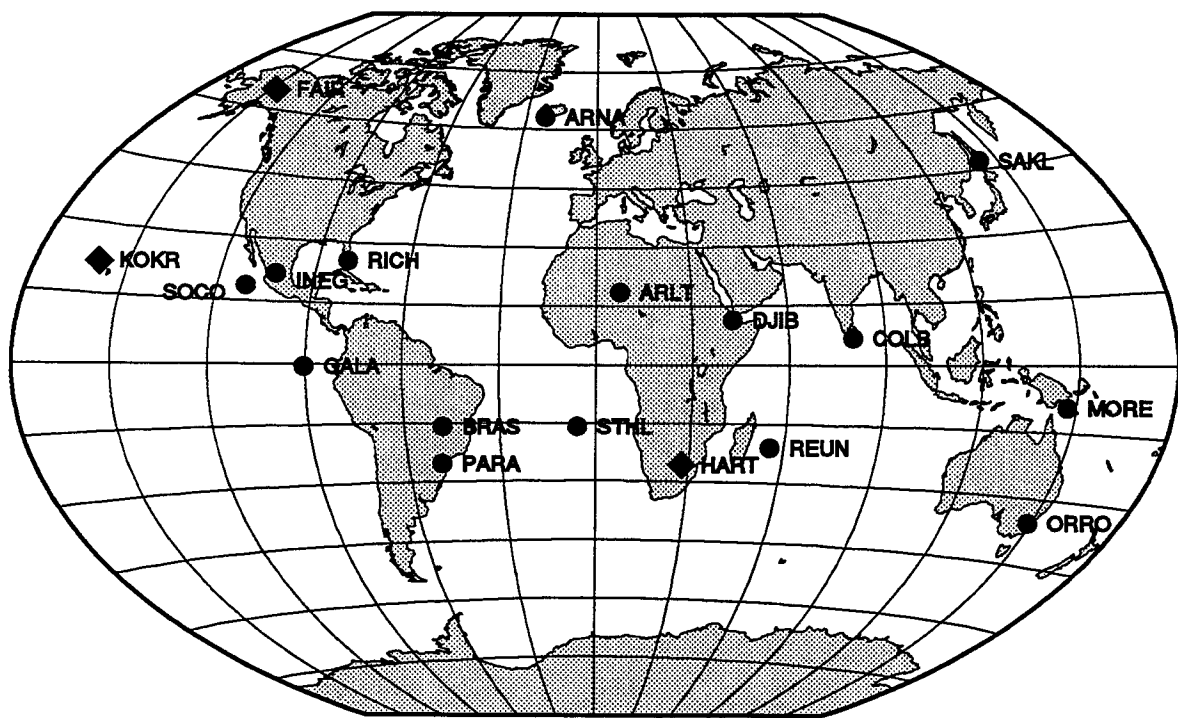 FAIR
ARNA
SAKL
KOKR
RICH
INEG
SOCO
ARLT
DJIB
COLB
GALA
MORE
BRAS
STHL
REUN
PARA
HART
ORRO